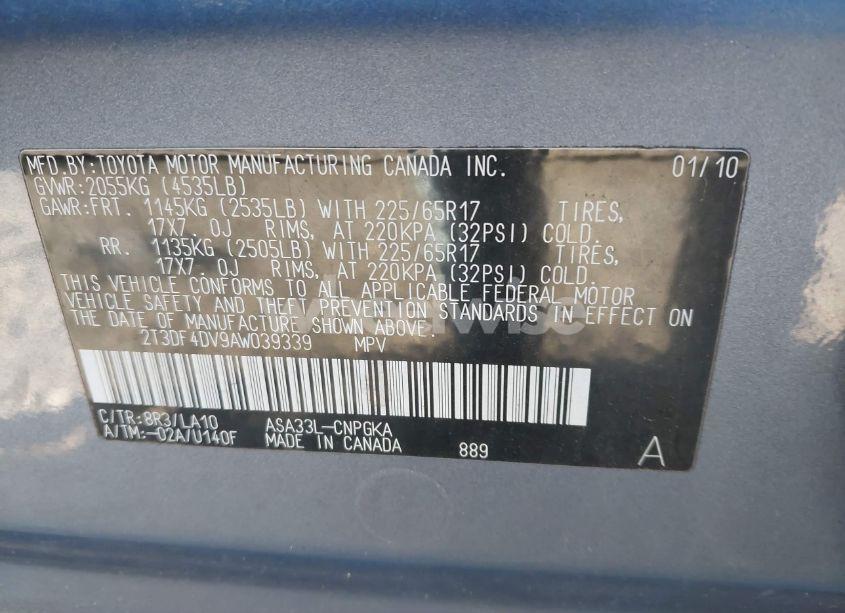 MFD.BY:TOYOTA MOTOR MANUFACTURING CANADA INC. 01/10
GVWR:2055KG (4535LB)
GAWR:FRT. 1145KG (2535LB) WITH 225/65R17 TIRES,
17X7.0J RIMS, AT 220KPA (32PSI) COLD.
RR. 1135KG (2505LB) WITH 225/65R17 TIRES,
17X7.0J RIMS, AT 220KPA (32PSI) COLD.
THIS VEHICLE CONFORMS TO ALL APPLICABLE FEDERAL MOTOR
VEHICLE SAFETY AND THEFT PREVENTION STANDARDS IN EFFECT ON
THE DATE OF MANUFACTURE SHOWN ABOVE.
2T3DF4DV9AW039339 MPV
C/TR:8R3/LA10 ASA33L-CNPGKA
A/TM:-02A/U140F MADE IN CANADA 889 A